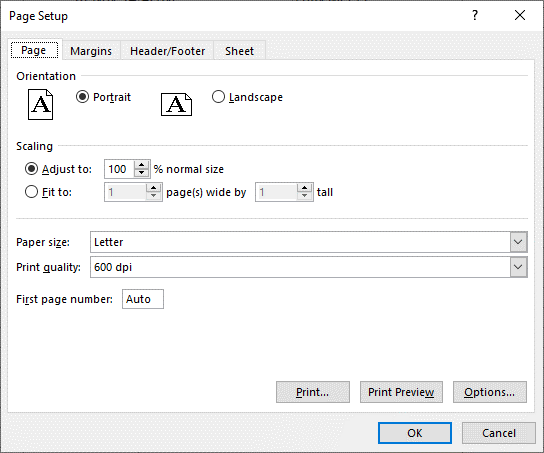 Page Setup ? ×
Page Margins Header/Footer Sheet
Orientation
A Portrait A Landscape
Scaling
Adjust to: 100 % normal size
Fit to: 1 page(s) wide by 1 tall
Paper size: Letter
Print quality: 600 dpi
First page number: Auto
Print... Print Preview Options...
OK Cancel